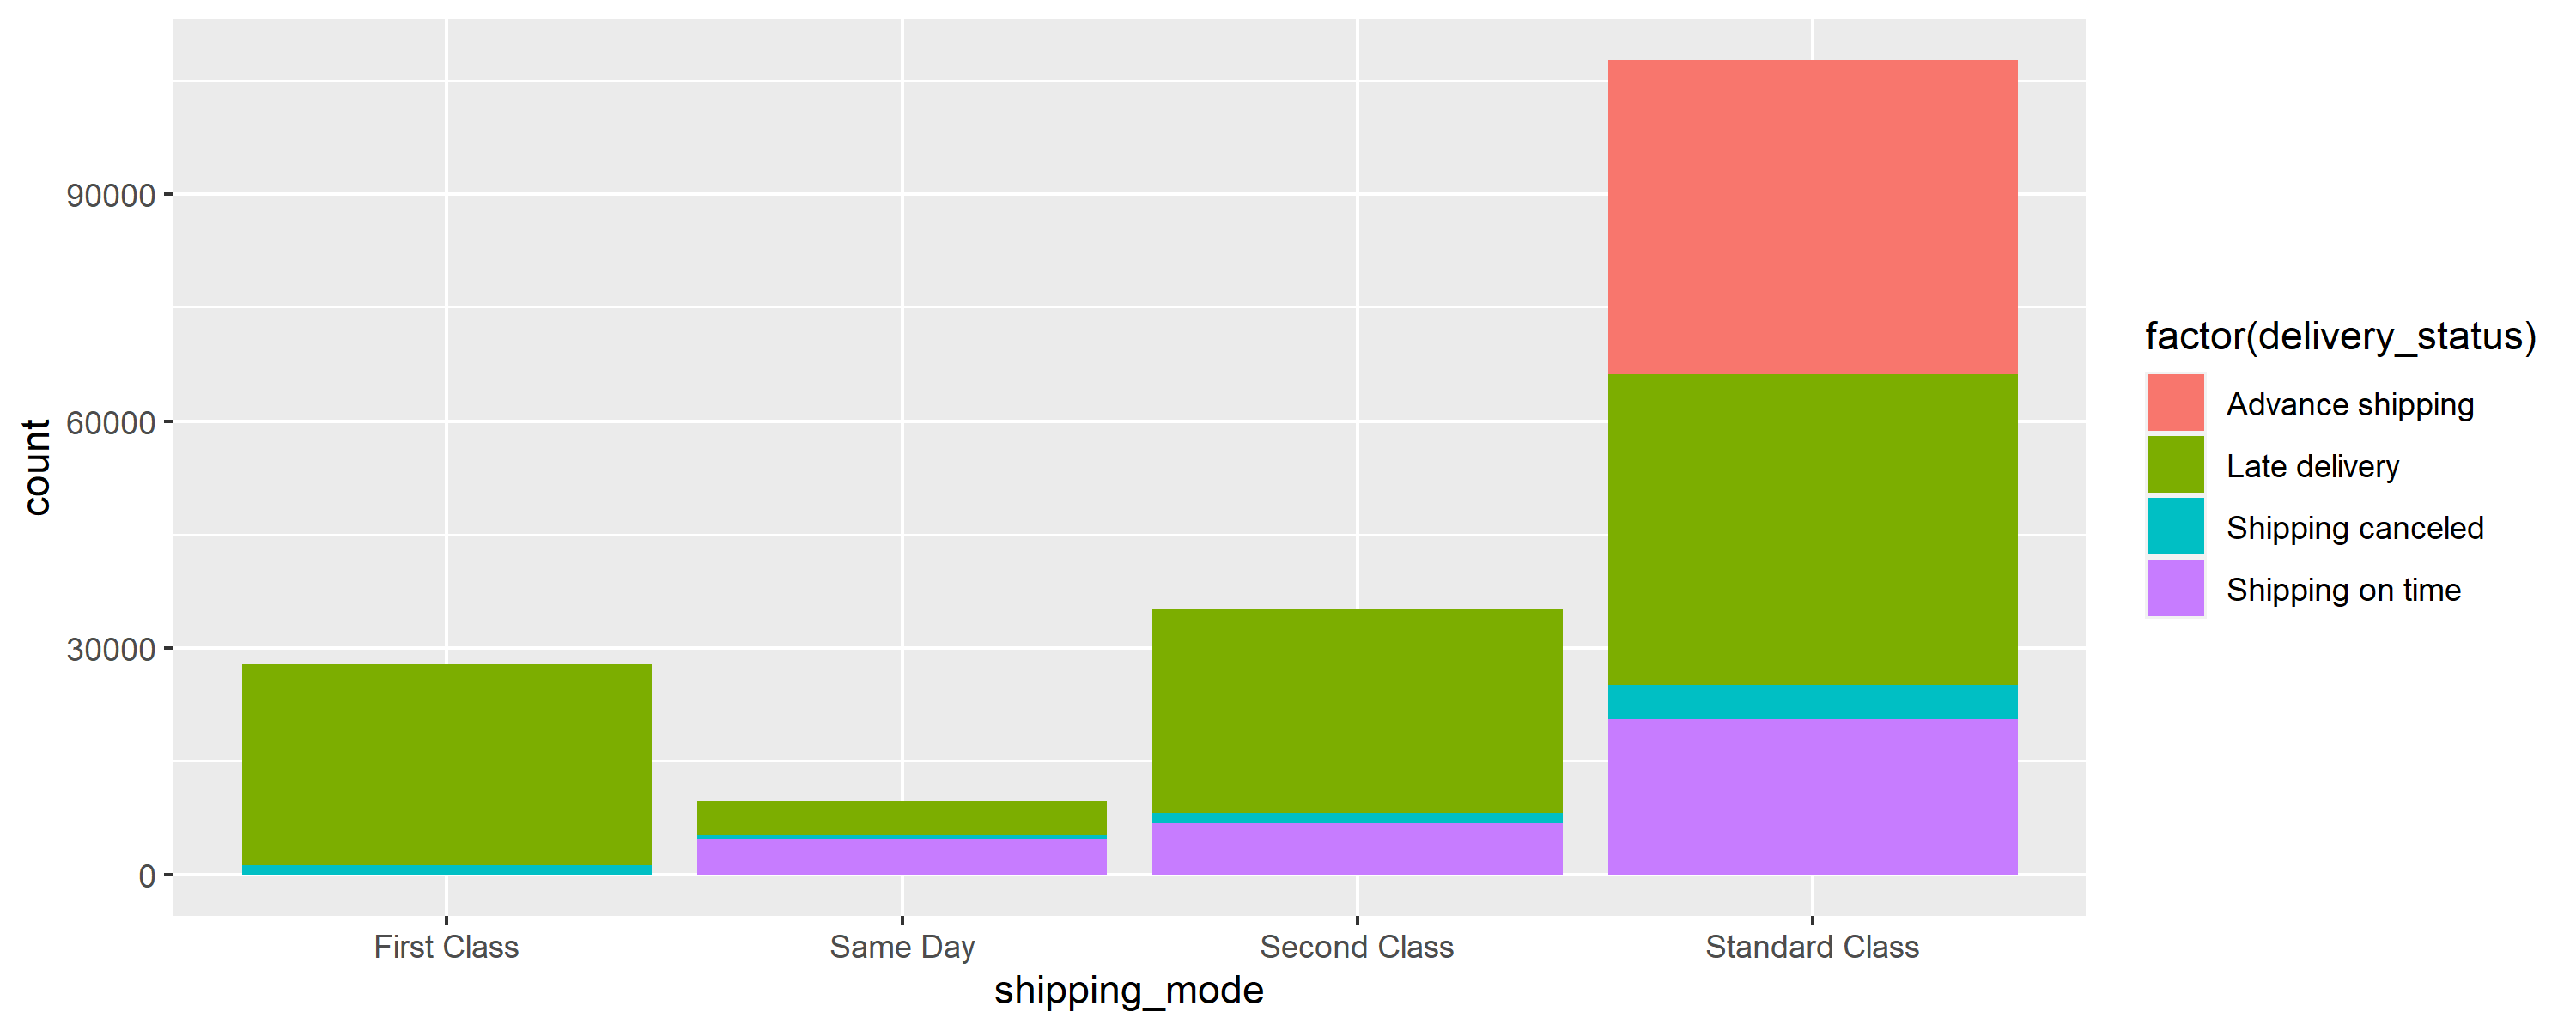 count
90000
60000
30000
0
First Class
Same Day
Second Class
Standard Class
shipping_mode
factor(delivery_status)
Advance shipping
Late delivery
Shipping canceled
Shipping on time